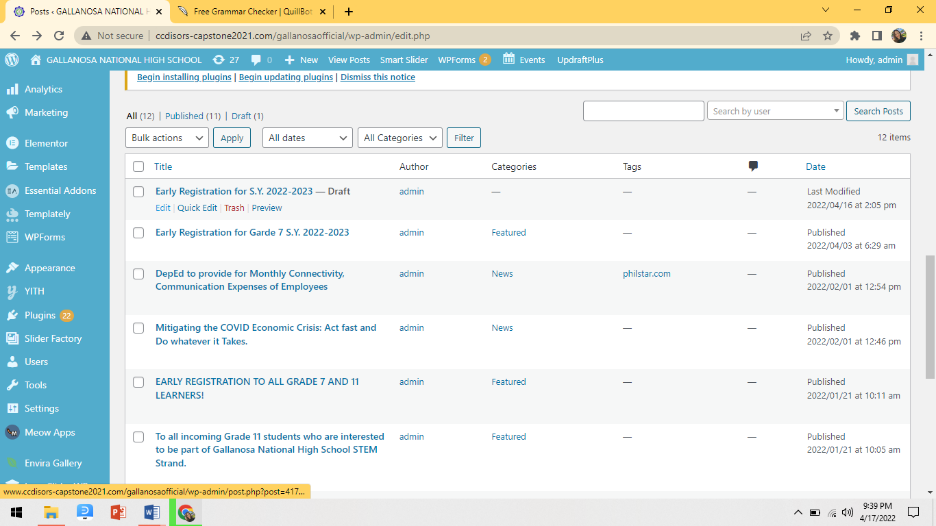 Posts ‹ GALLANOSA NATIONAL H
Free Grammar Checker | QuillBot
Not secure | ccdisors-capstone2021.com/gallanosaofficial/wp-admin/edit.php
GALLANOSA NATIONAL HIGH SCHOOL 27 0 + New View Posts Smart Slider WPForms 2 Events UpdraftPlus Howdy, admin
Begin installing plugins | Begin updating plugins | Dismiss this notice
Analytics
Marketing
Elementor
Templates
Essential Addons
Templately
WPForms
Appearance
YITH
Plugins 22
Slider Factory
Users
Tools
Settings
Meow Apps
Envira Gallery
All (12) | Published (11) | Draft (1)
Search by user Search Posts
Bulk actions Apply All dates All Categories Filter 12 items
Title Author Categories Tags Date
Early Registration for S.Y. 2022-2023 — Draft admin — — — Last Modified
Edit | Quick Edit | Trash | Preview 2022/04/16 at 2:05 pm
Early Registration for Garde 7 S.Y. 2022-2023 admin Featured — — Published
2022/04/03 at 6:29 am
DepEd to provide for Monthly Connectivity, admin News philstar.com — Published
Communication Expenses of Employees 2022/02/01 at 12:54 pm
Mitigating the COVID Economic Crisis: Act fast and admin News — — Published
Do whatever it Takes. 2022/02/01 at 12:46 pm
EARLY REGISTRATION TO ALL GRADE 7 AND 11 admin Featured — — Published
LEARNERS! 2022/01/21 at 10:11 am
To all incoming Grade 11 students who are interested admin Featured — — Published
to be part of Gallanosa National High School STEM 2022/01/21 at 10:05 am
Strand.
www.ccdisors-capstone2021.com/gallanosaofficial/wp-admin/post.php?post=417...
9:39 PM
4/17/2022